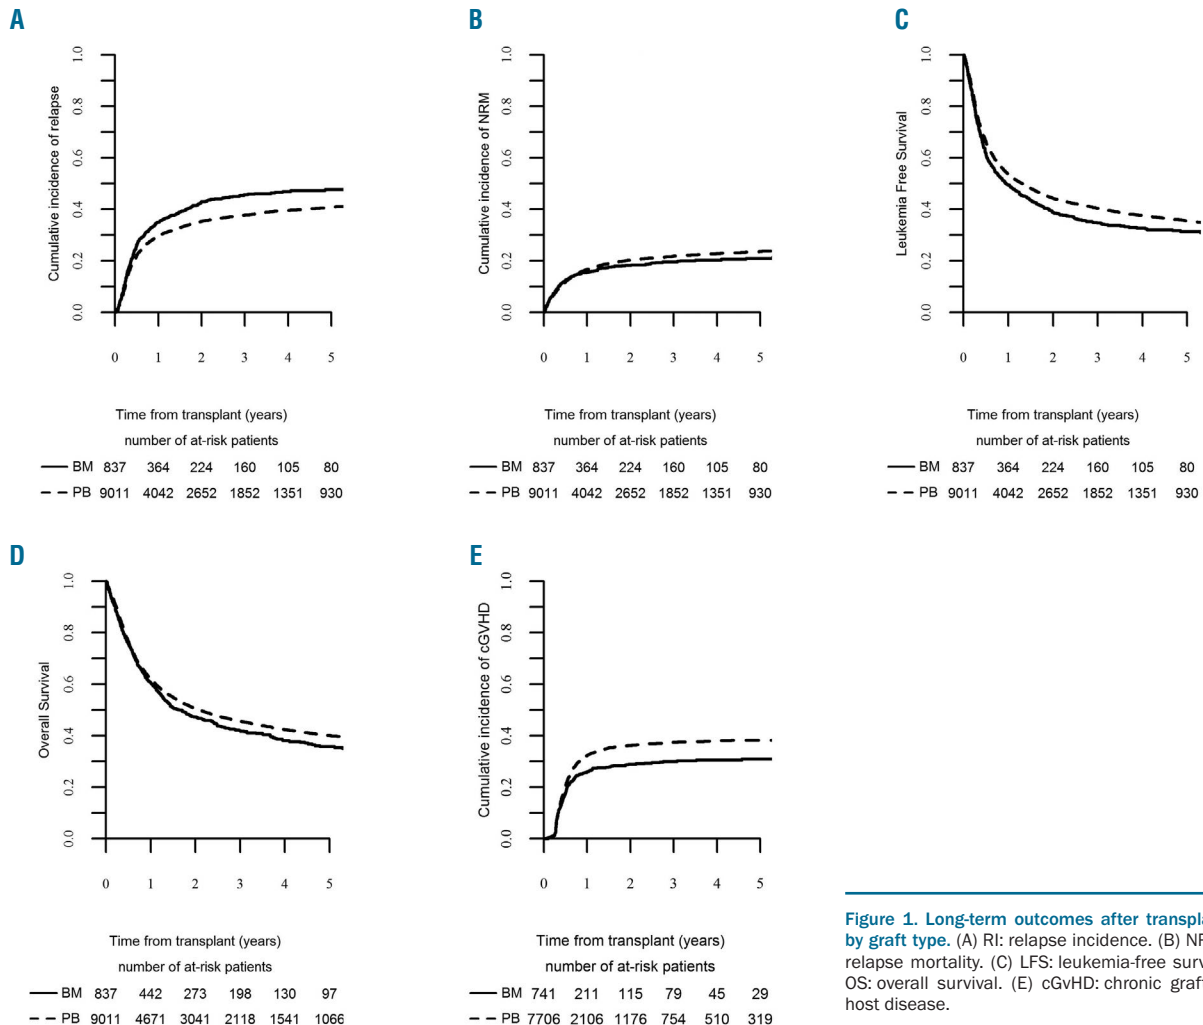 A
Cumulative incidence of relapse
1.0
0.8
0.6
0.4
0.2
0.0
0 1 2 3 4 5
Time from transplant (years)
number of at-risk patients
BM 837 364 224 160 105 80
PB 9011 4042 2652 1852 1351 930
B
Cumulative incidence of NRM
1.0
0.8
0.6
0.4
0.2
0.0
0 1 2 3 4 5
Time from transplant (years)
number of at-risk patients
BM 837 364 224 160 105 80
PB 9011 4042 2652 1852 1351 930
C
Leukemia Free Survival
1.0
0.8
0.6
0.4
0.2
0.0
0 1 2 3 4 5
Time from transplant (years)
number of at-risk patients
BM 837 364 224 160 105 80
PB 9011 4042 2652 1852 1351 930
D
Overall Survival
1.0
0.8
0.6
0.4
0.2
0.0
0 1 2 3 4 5
Time from transplant (years)
number of at-risk patients
BM 837 442 273 198 130 97
PB 9011 4671 3041 2118 1541 1066
E
Cumulative incidence of cGVHD
1.0
0.8
0.6
0.4
0.2
0.0
0 1 2 3 4 5
Time from transplant (years)
number of at-risk patients
BM 741 211 115 79 45 29
PB 7706 2106 1176 754 510 319
Figure 1. Long-term outcomes after
by graft type. (A) RI: relapse incidence. (B)
relapse mortality. (C) LFS: leukemia-free
OS: overall survival. (E) cGvHD: chronic
host disease.